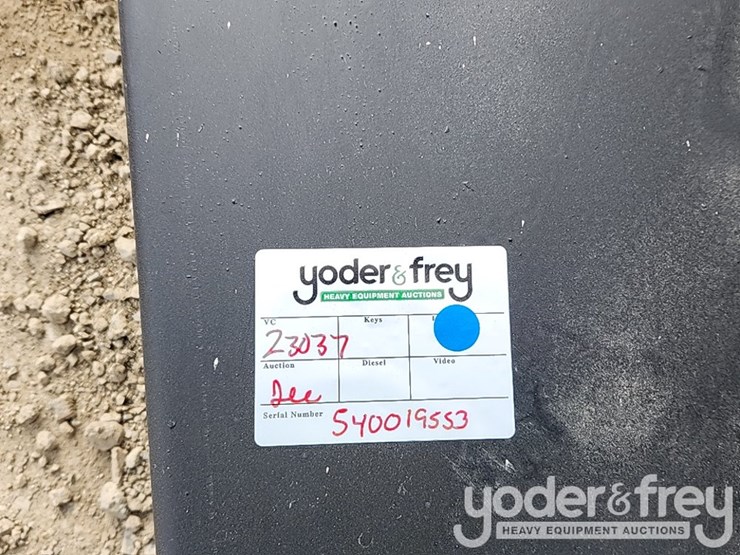 yoder&frey
HEAVY EQUIPMENT AUCTIONS
VC Keys
23037
Auction Diesel Video
Dec
Serial Number 540019553
yoder&frey
HEAVY EQUIPMENT AUCTIONS